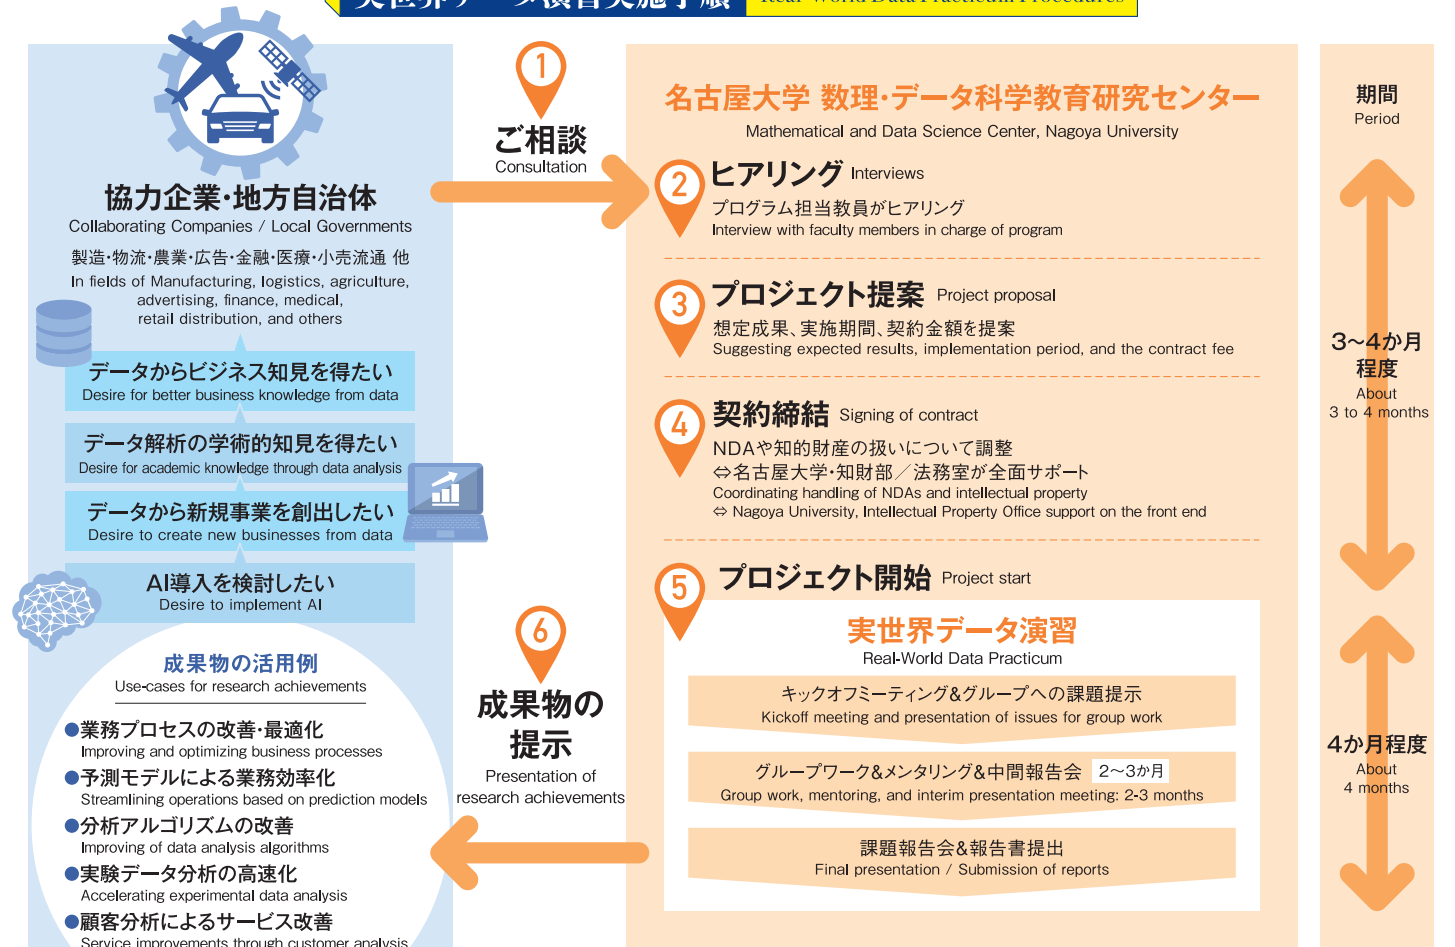 実世界データ演習実施手順
Real-World Data Practicum Procedures
協力企業・地方自治体
Collaborating Companies / Local Governments
製造・物流・農業・広告・金融・医療・小売流通 他
In fields of Manufacturing, logistics, agriculture,
advertising, finance, medical,
retail distribution, and others
データからビジネス知見を得たい
Desire for better business knowledge from data
データ解析の学術的知見を得たい
Desire for academic knowledge through data analysis
データから新規事業を創出したい
Desire to create new businesses from data
AI導入を検討したい
Desire to implement AI
成果物の活用例
Use-cases for research achievements
●業務プロセスの改善・最適化
Improving and optimizing business processes
●予測モデルによる業務効率化
Streamlining operations based on prediction models
●分析アルゴリズムの改善
Improving of data analysis algorithms
●実験データ分析の高速化
Accelerating experimental data analysis
●顧客分析によるサービス改善
Service improvements through customer analysis
1
ご相談
Consultation
名古屋大学 数理・データ科学教育研究センター
Mathematical and Data Science Center, Nagoya University
2
ヒアリング Interviews
プログラム担当教員がヒアリング
Interview with faculty members in charge of program
3
プロジェクト提案 Project proposal
想定成果、実施期間、契約金額を提案
Suggesting expected results, implementation period, and the contract fee
4
契約締結 Signing of contract
NDAや知的財産の扱いについて調整
⇔名古屋大学・知財部／法務室が全面サポート
Coordinating handling of NDAs and intellectual property
⇔ Nagoya University, Intellectual Property Office support on the front end
5
プロジェクト開始 Project start
実世界データ演習
Real-World Data Practicum
キックオフミーティング&グループへの課題提示
Kickoff meeting and presentation of issues for group work
グループワーク&メンタリング&中間報告会 2〜3か月
Group work, mentoring, and interim presentation meeting: 2-3 months
課題報告会&報告書提出
Final presentation / Submission of reports
6
成果物の
提示
Presentation of
research achievements
期間
Period
3〜4か月
程度
About
3 to 4 months
4か月程度
About
4 months